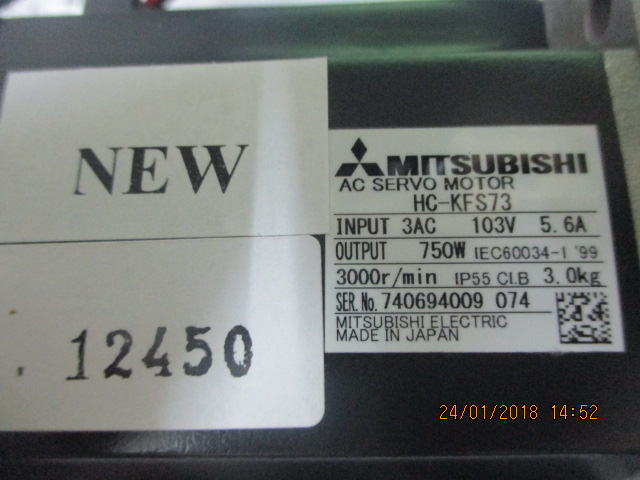 NEW
. 12450
MITSUBISHI
AC SERVO MOTOR
HC-KFS73
INPUT 3AC 103V 5.6A
OUTPUT 750W IEC60034-1 '99
3000r/min IP55 CI.B 3.0kg
SER.No. 740694009 074
MITSUBISHI ELECTRIC
MADE IN JAPAN
24/01/2018 14:52